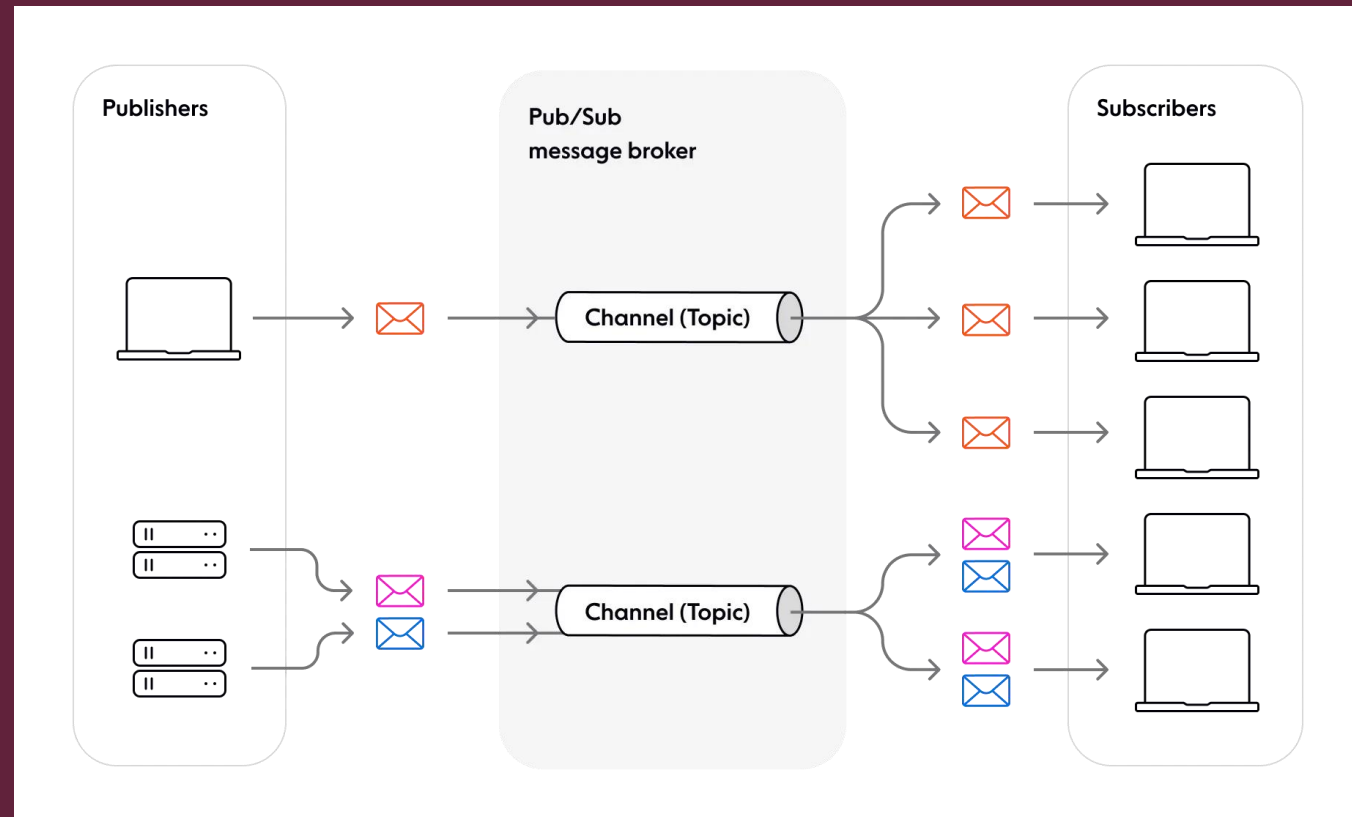 Publishers
Pub/Sub
message broker
Subscribers
Channel (Topic)
Channel (Topic)